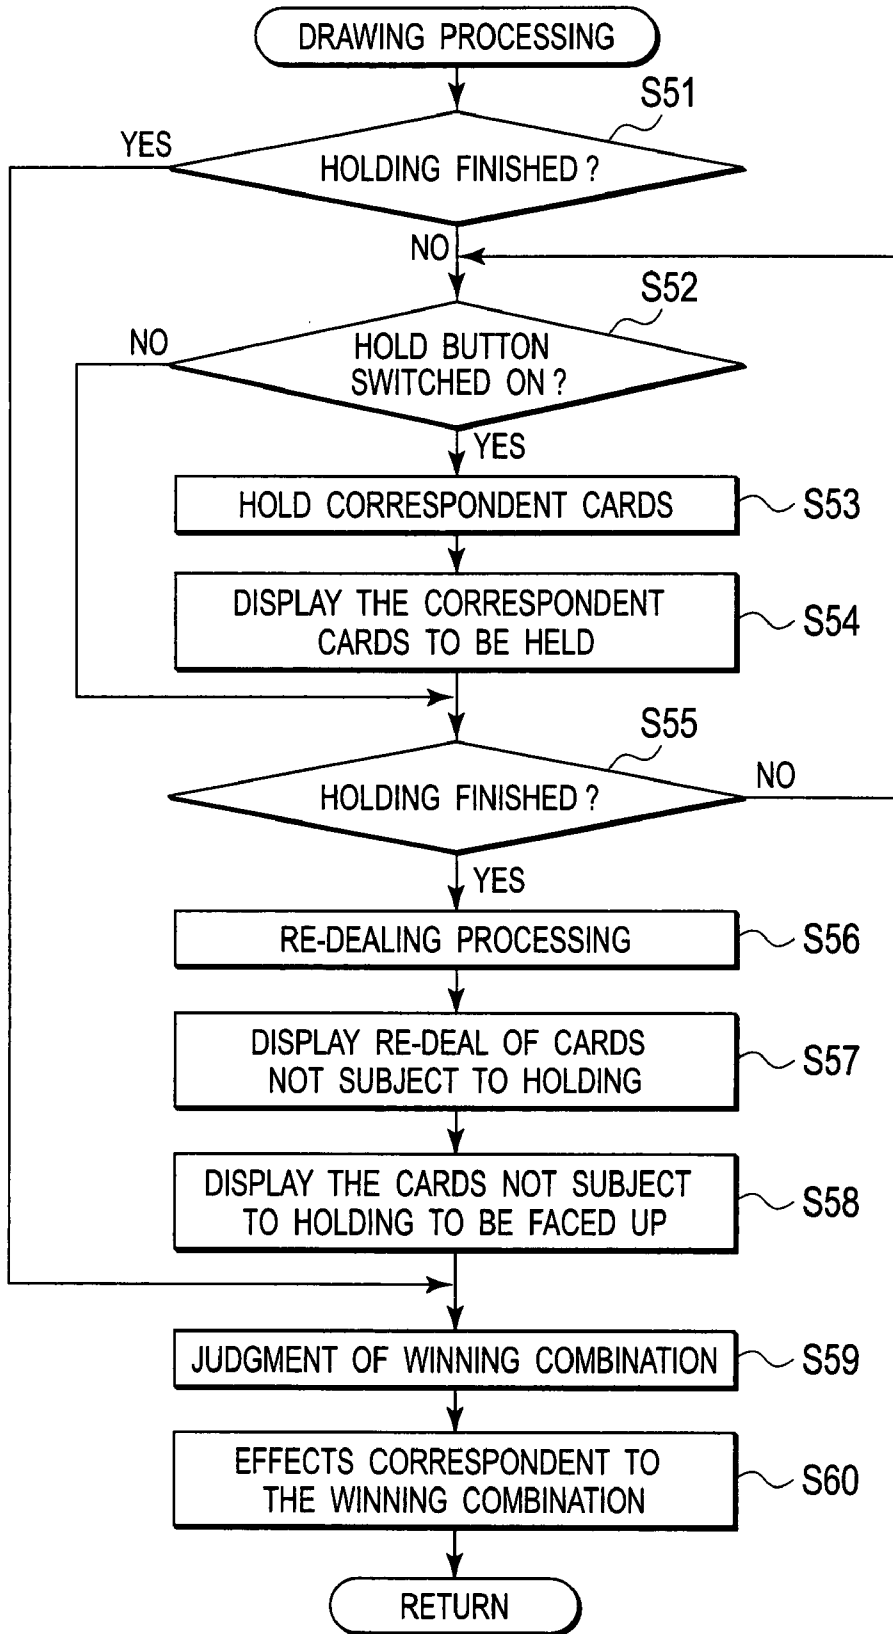 DRAWING PROCESSING
S51
YES
HOLDING FINISHED ?
NO
S52
NO
HOLD BUTTON
SWITCHED ON ?
YES
HOLD CORRESPONDENT CARDS
S53
DISPLAY THE CORRESPONDENT
CARDS TO BE HELD
S54
S55
HOLDING FINISHED ?
NO
YES
RE-DEALING PROCESSING
S56
DISPLAY RE-DEAL OF CARDS
NOT SUBJECT TO HOLDING
S57
DISPLAY THE CARDS NOT SUBJECT
TO HOLDING TO BE FACED UP
S58
JUDGMENT OF WINNING COMBINATION
S59
EFFECTS CORRESPONDENT TO
THE WINNING COMBINATION
S60
RETURN